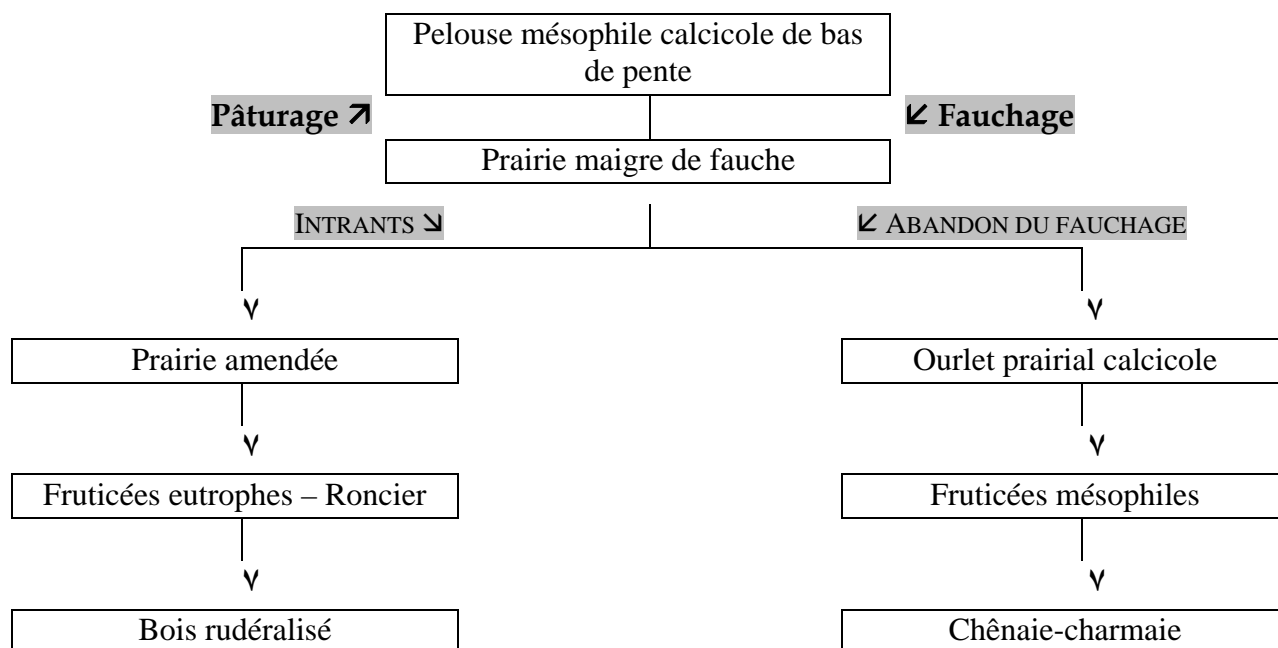 Pelouse mésophile calcicole de bas
de pente
Pâturage ↗
↙ Fauchage
Prairie maigre de fauche
INTRANTS ↘
↙ ABANDON DU FAUCHAGE
Prairie amendée
Ourlet prairial calcicole
Fruticées eutrophes – Roncier
Fruticées mésophiles
Bois rudéralisé
Chênaie-charmaie